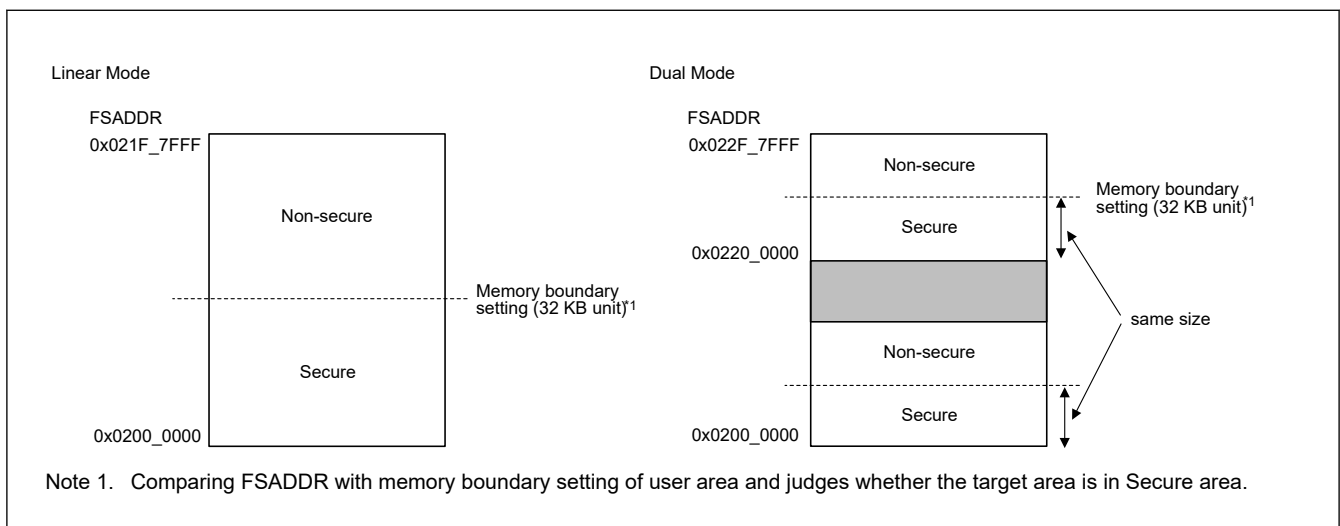 Linear Mode
FSADDR
0x021F_7FFF
Non-secure
Memory boundary
setting (32 KB unit)*1
Secure
0x0200_0000
Dual Mode
FSADDR
0x022F_7FFF
Non-secure
Memory boundary
setting (32 KB unit)*1
Secure
0x0220_0000
same size
Non-secure
Secure
0x0200_0000
Note 1. Comparing FSADDR with memory boundary setting of user area and judges whether the target area is in Secure area.